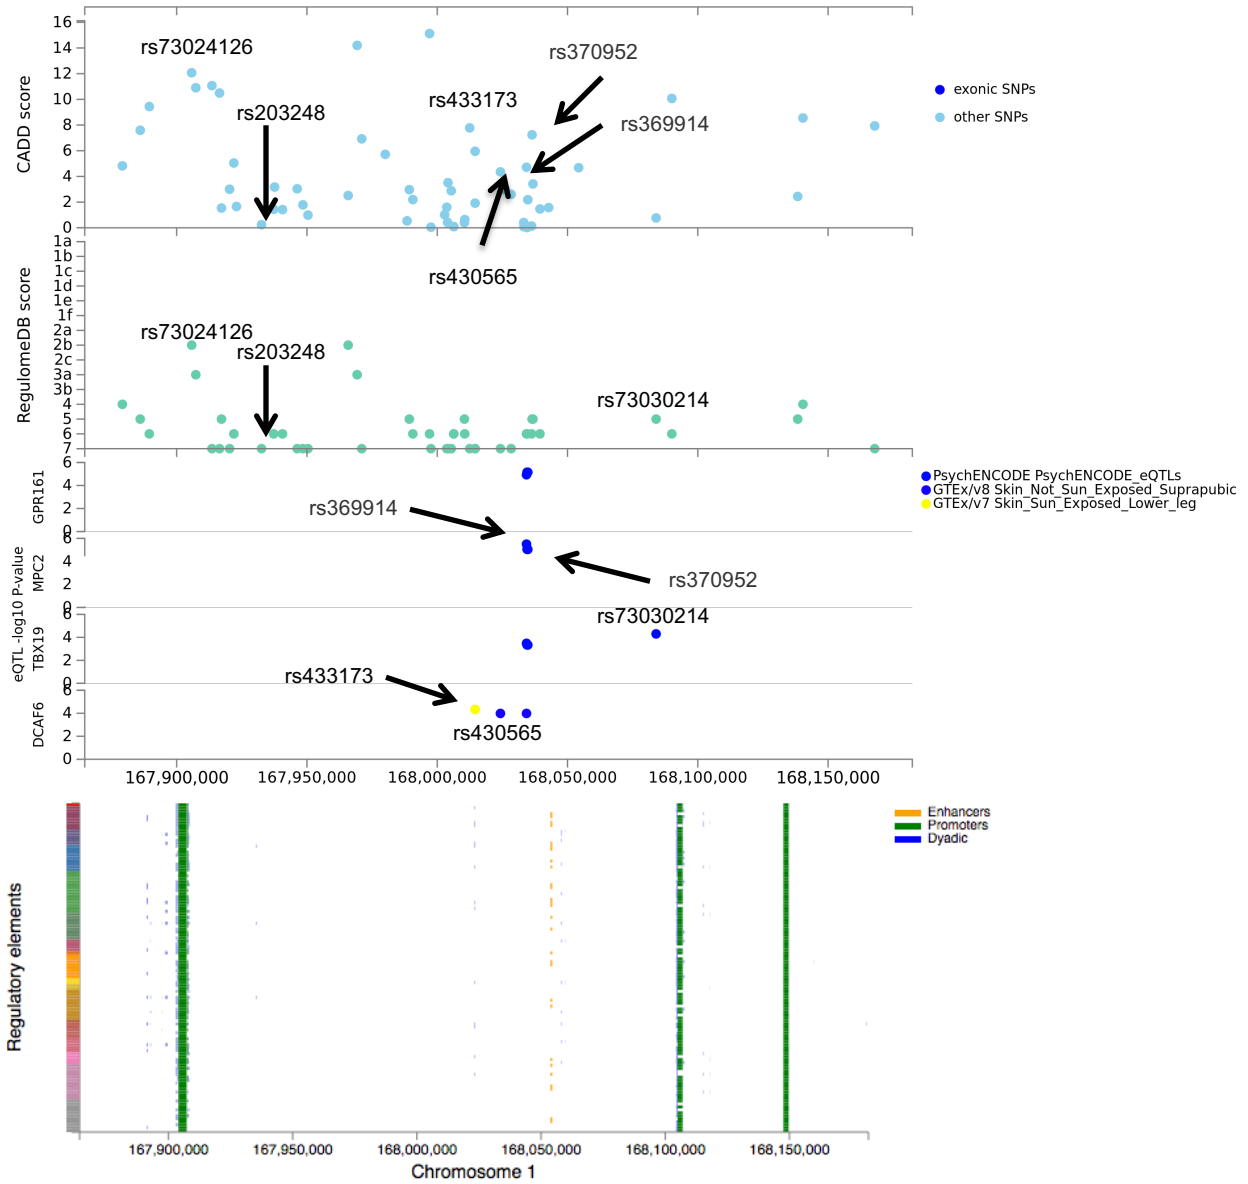 16
14
12
10
8
6
4
2
0
CADD score
rs73024126
rs203248
rs433173
rs370952
rs369914
rs430565
exonic SNPs
other SNPs
1a
1b
1c
1d
1e
1f
2a
2b
2c
3a
3b
4
5
6
7
RegulomeDB score
rs73024126
rs203248
rs73030214
eQTL -log10 P-value
6
4
2
0
GPR161
rs369914
PsychENCODE PsychENCODE_eQTLs
GTEx/v8 Skin_Not_Sun_Exposed_Suprapubic
GTEx/v7 Skin_Sun_Exposed_Lower_leg
6
4
2
0
MPC2
rs370952
6
4
2
0
TBX19
rs73030214
6
4
2
0
DCAF6
rs433173
rs430565
167,900,000 167,950,000 168,000,000 168,050,000 168,100,000 168,150,000
Regulatory elements
Enhancers
Promoters
Dyadic
167,900,000 167,950,000 168,000,000 168,050,000 168,100,000 168,150,000
Chromosome 1